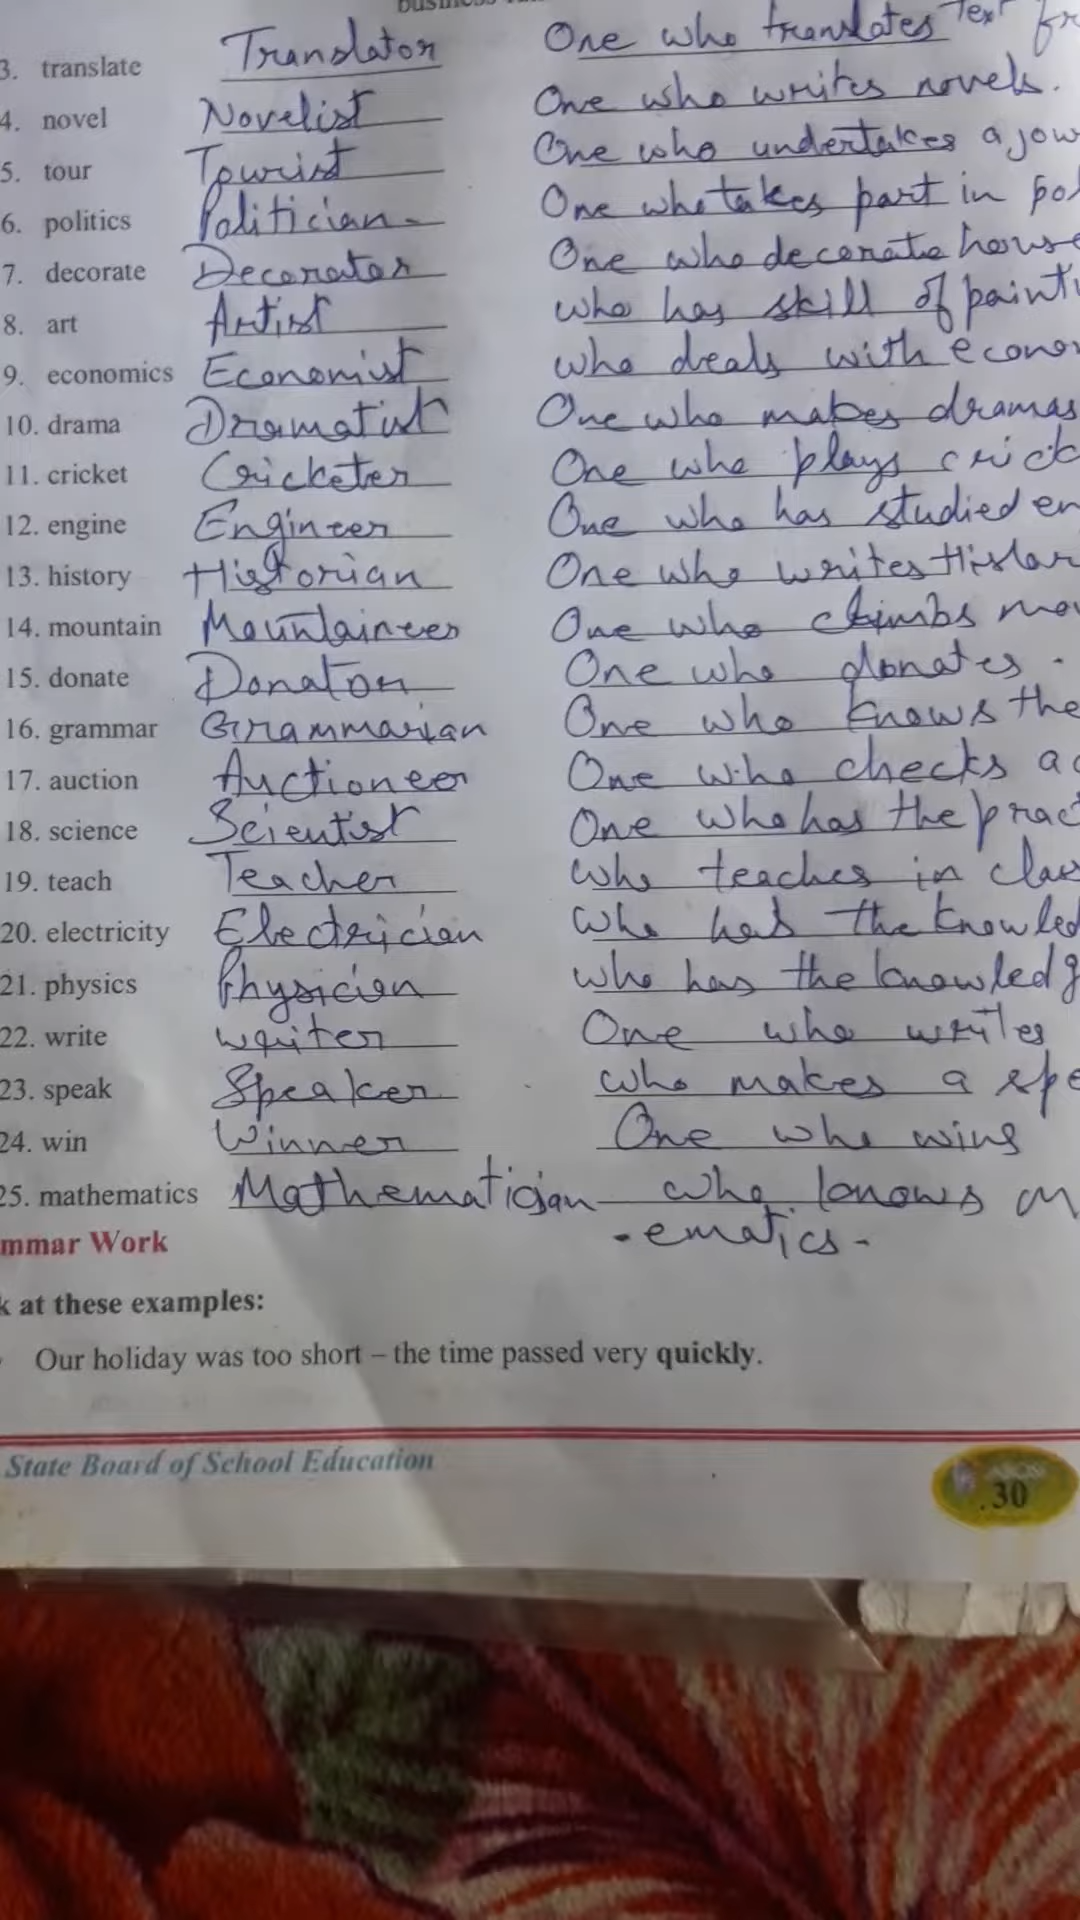 3. translate Translator One who translates Text fr
4. novel Novelist One who writes novels.
5. tour Tourist One who undertakes a jou
6. politics Politician One who takes part in pol
7. decorate Decorator One who decorate house
8. art Artist who has skill of painti
9. economics Economist who deals with econo
10. drama Dramatist One who makes dramas
11. cricket Cricketer One who plays crick
12. engine Engineer One who has studied en
13. history Historian One who writes Histor
14. mountain Mountaineer One who climbs mou
15. donate Donator One who donates.
16. grammar Grammarian One who knows the
17. auction Auctioneer One who checks a
18. science Scientist One who has the prac
19. teach Teacher who teaches in clas
20. electricity Electrician who has the knowled
21. physics Physician who has the knowledg
22. write writer One who writes
23. speak Speaker who makes a spe
24. win Winner One who wins
25. mathematics Mathematician who knows m
-ematics-
mmar Work
k at these examples:
Our holiday was too short – the time passed very quickly.
State Board of School Education
30